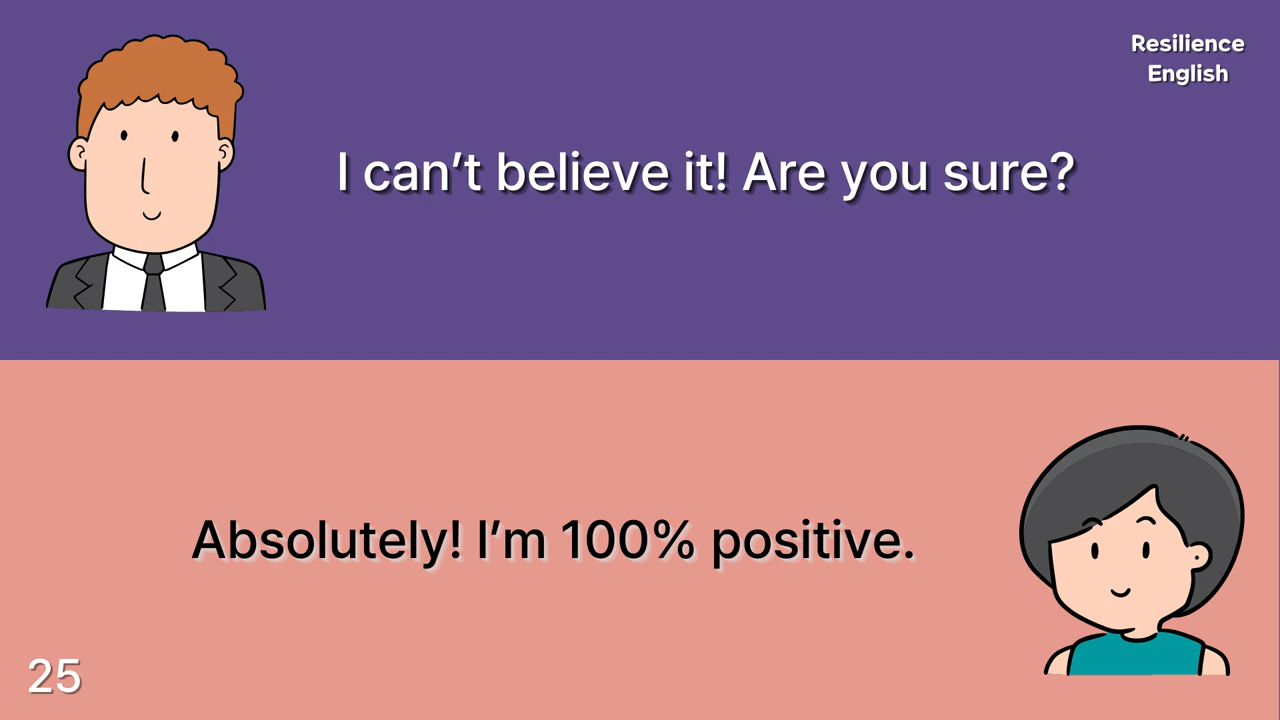 Resilience
English
I can’t believe it! Are you sure?
Absolutely! I’m 100% positive.
25